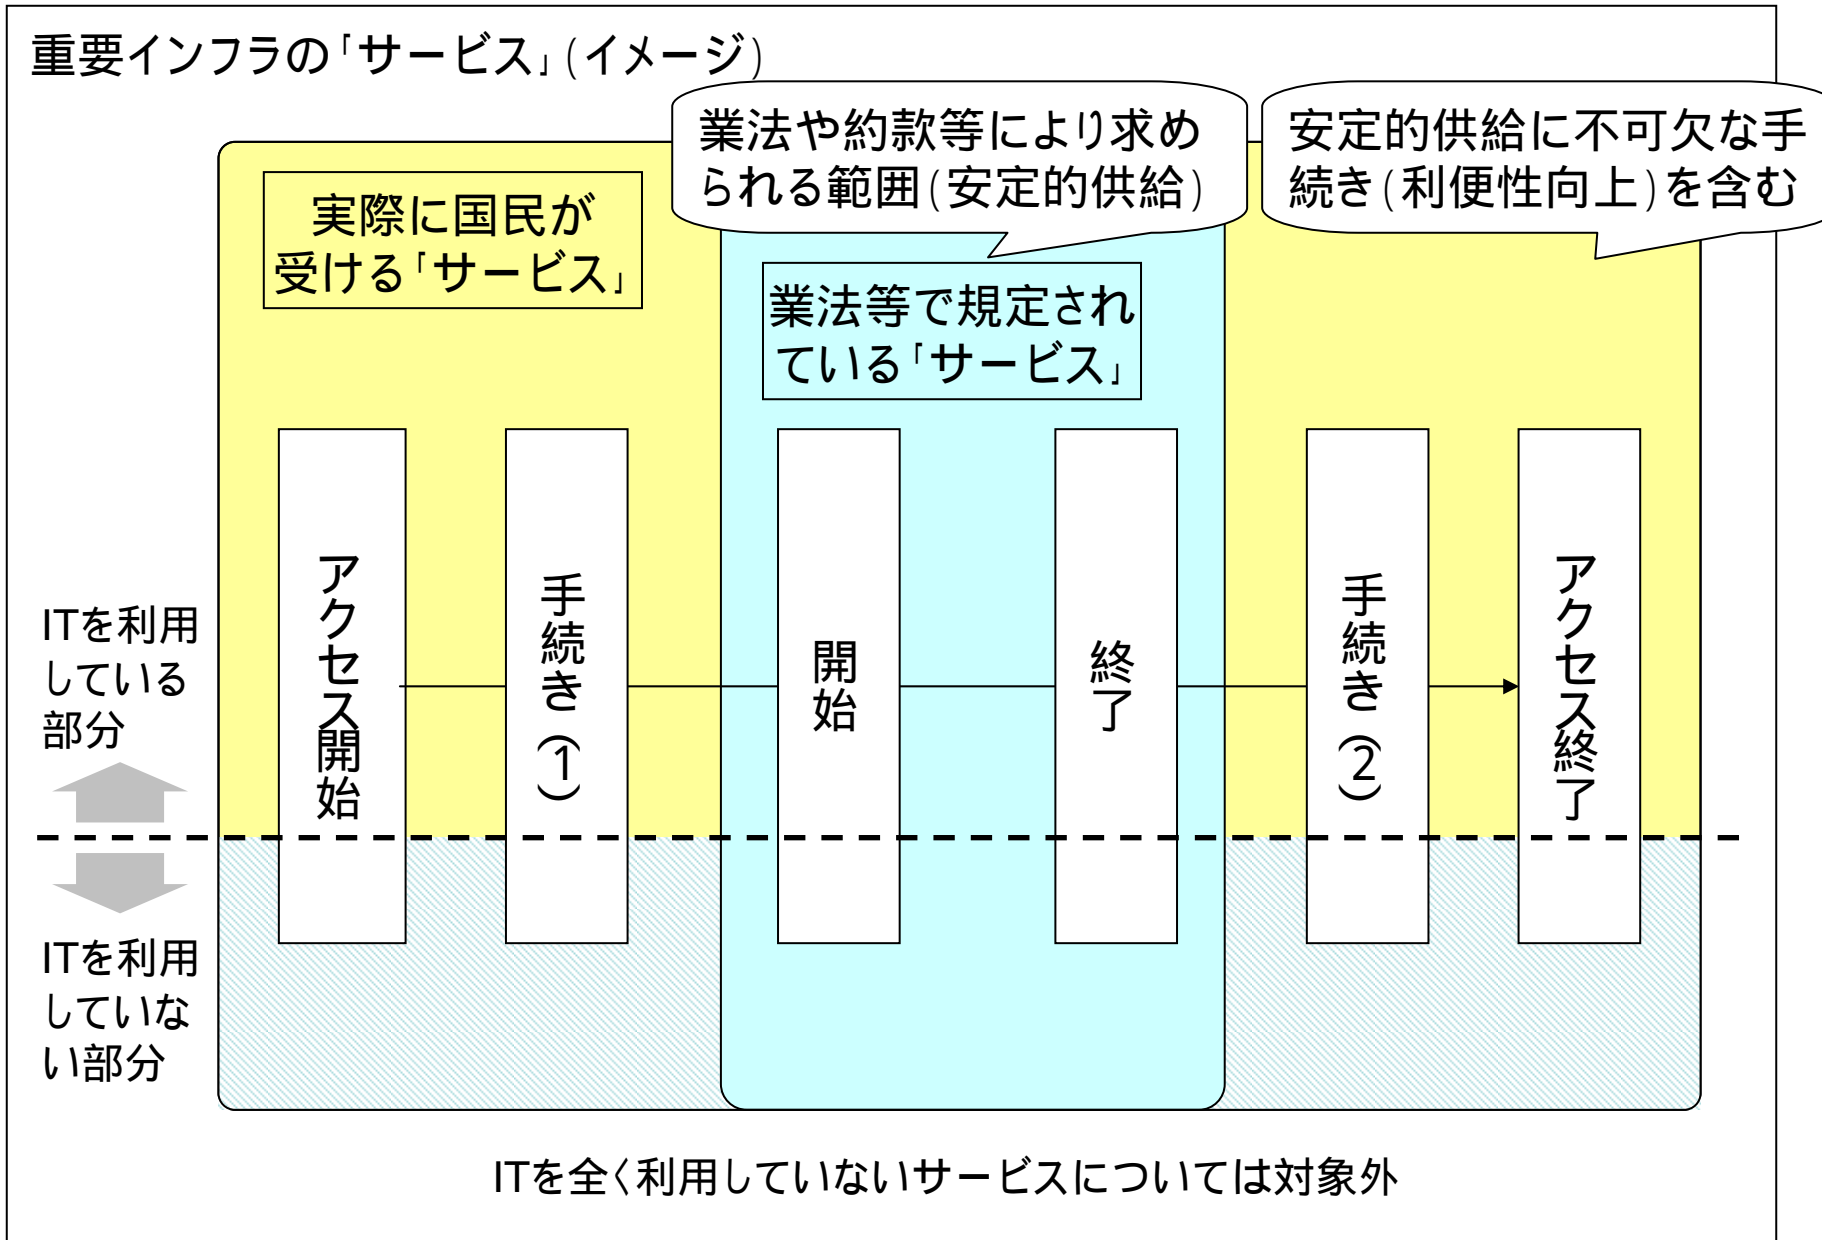 重要インフラの「サービス」(イメージ)
業法や約款等により求め
られる範囲(安定的供給)
安定的供給に不可欠な手
続き(利便性向上)を含む
実際に国民が
受ける「サービス」
業法等で規定され
ている「サービス」
アクセス開始
手続き(1)
開始
終了
手続き(2)
アクセス終了
ITを利用
している
部分
ITを利用
していな
い部分
ITを全く利用していないサービスについては対象外